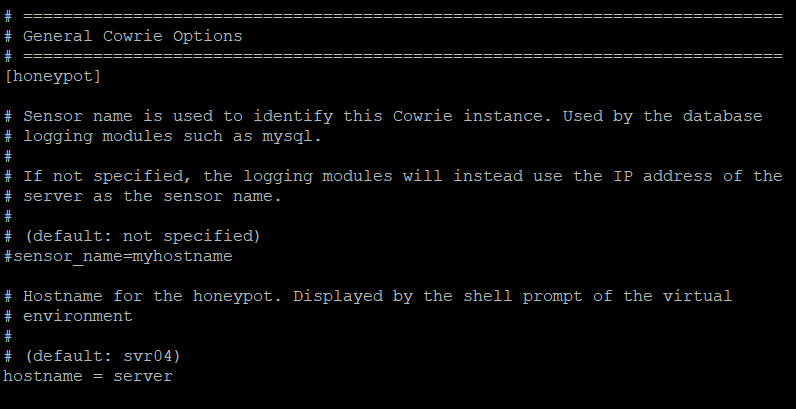 # ============================================================================
# General Cowrie Options
# ============================================================================
[honeypot]
# Sensor name is used to identify this Cowrie instance. Used by the database
# logging modules such as mysql.
#
# If not specified, the logging modules will instead use the IP address of the
# server as the sensor name.
#
# (default: not specified)
#sensor_name=myhostname
# Hostname for the honeypot. Displayed by the shell prompt of the virtual
# environment
#
# (default: svr04)
hostname = server